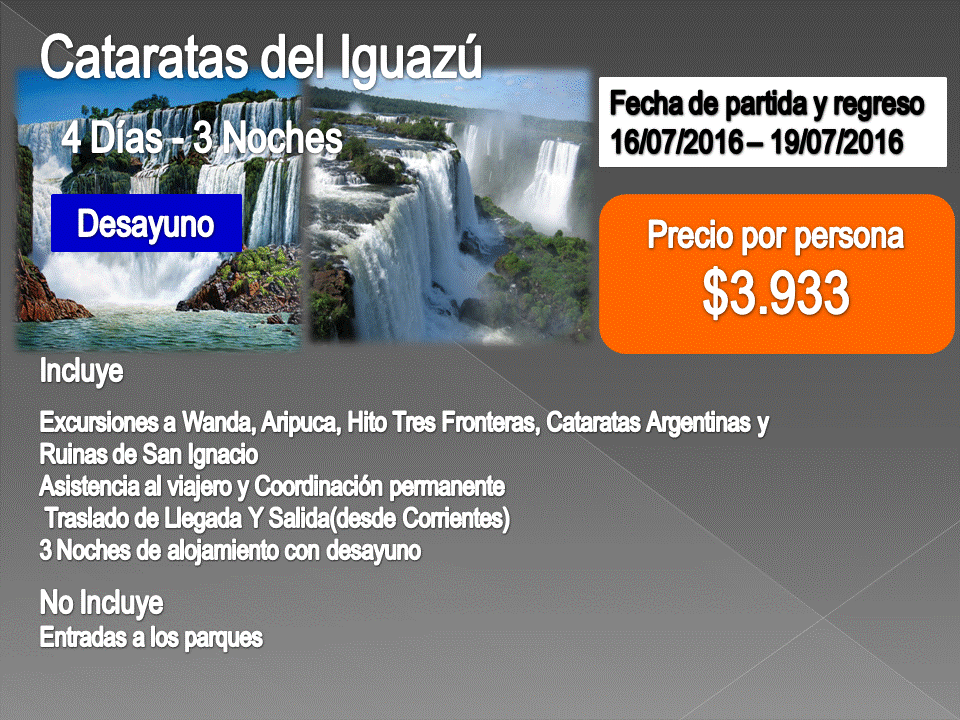 Cataratas del Iguazú
4 Días - 3 Noches
Desayuno
Fecha de partida y regreso
16/07/2016 – 19/07/2016
Precio por persona
$3.933
Incluye
Excursiones a Wanda, Aripuca, Hito Tres Fronteras, Cataratas Argentinas y
Ruinas de San Ignacio
Asistencia al viajero y Coordinación permanente
Traslado de Llegada Y Salida(desde Corrientes)
3 Noches de alojamiento con desayuno
No Incluye
Entradas a los parques